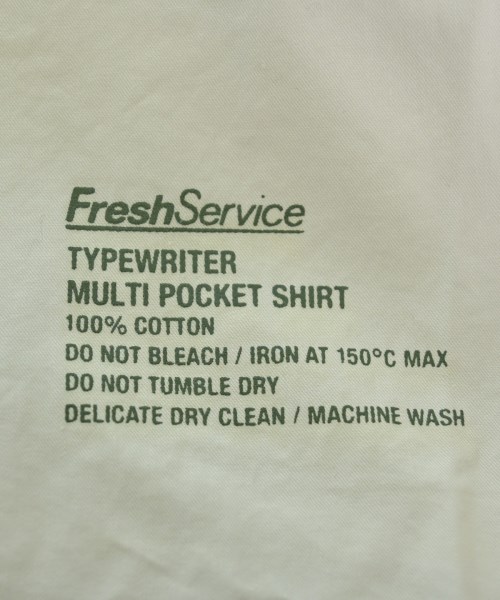 FreshService
TYPEWRITER
MULTI POCKET SHIRT
100% COTTON
DO NOT BLEACH / IRON AT 150°C MAX
DO NOT TUMBLE DRY
DELICATE DRY CLEAN / MACHINE WASH